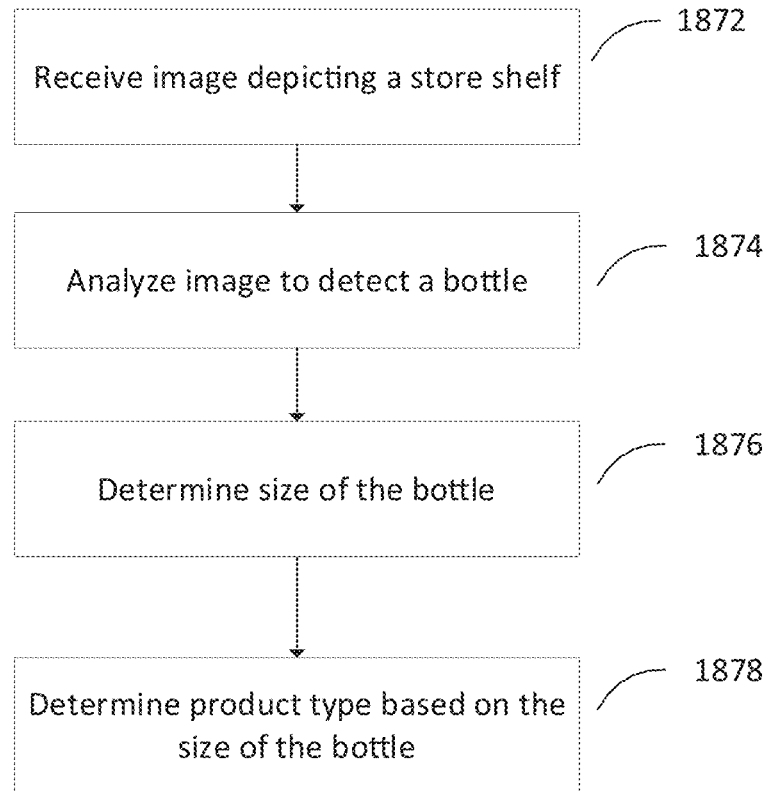 Receive image depicting a store shelf
1872
Analyze image to detect a bottle
1874
Determine size of the bottle
1876
Determine product type based on the
size of the bottle
1878